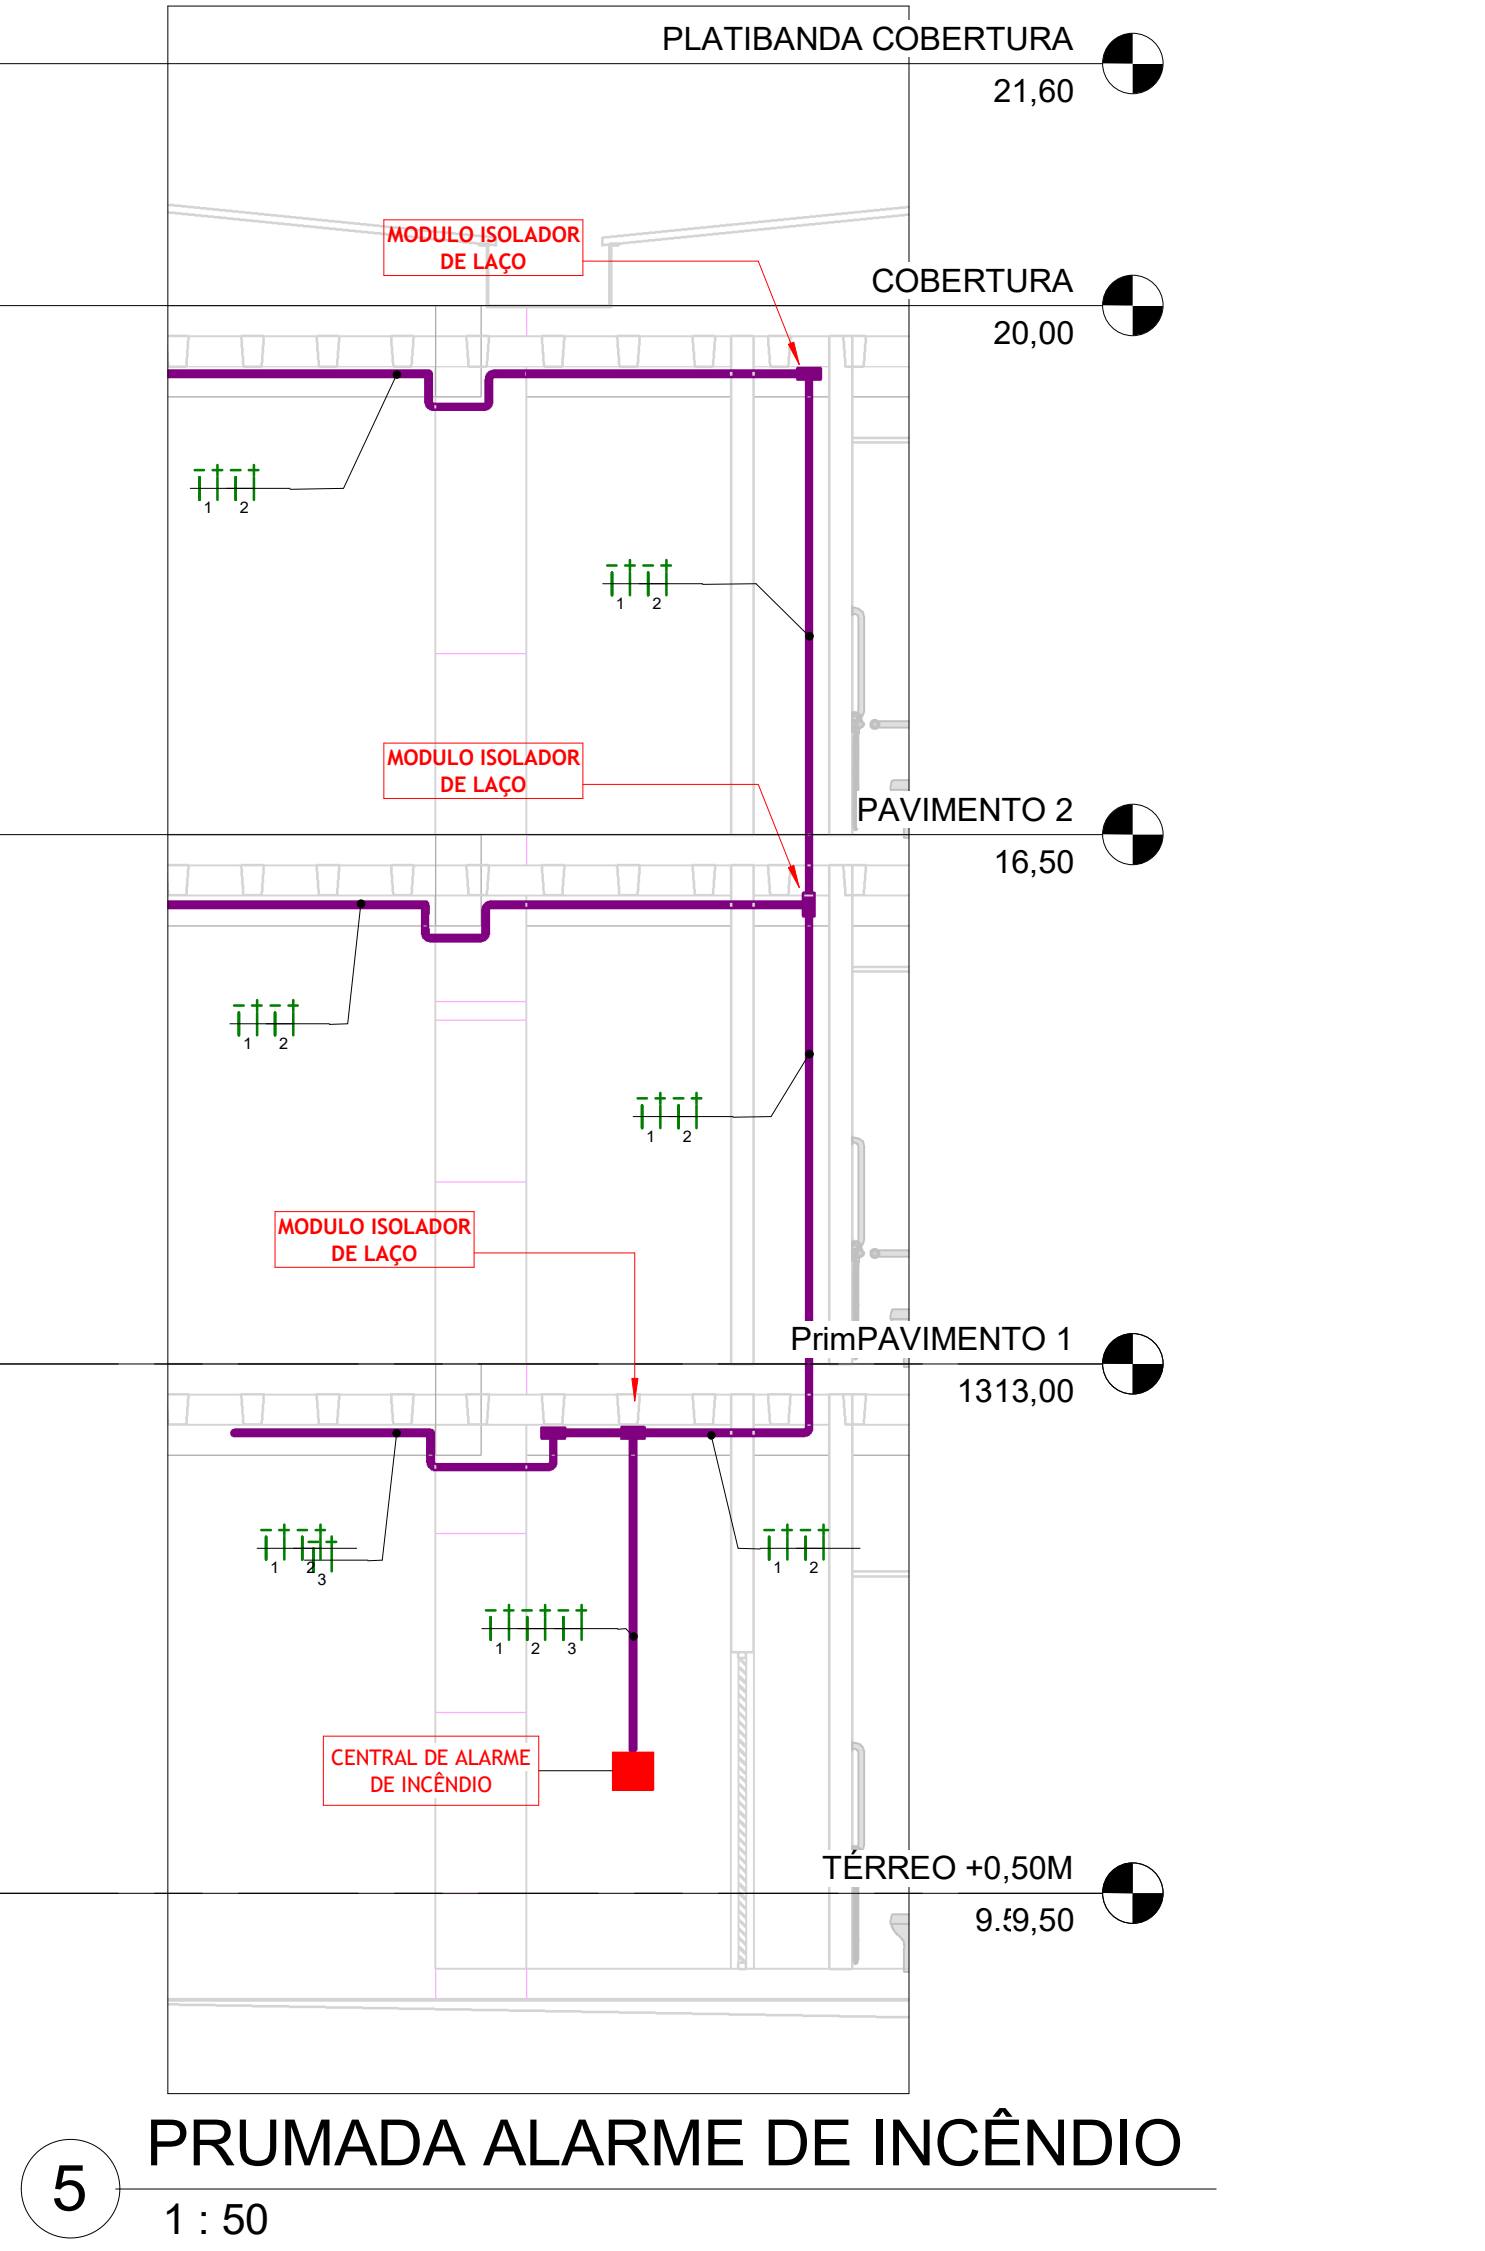 PLATIBANDA COBERTURA
21,60
MODULO ISOLADOR
DE LAÇO
COBERTURA
20,00
1 2
1 2
MODULO ISOLADOR
DE LAÇO
PAVIMENTO 2
16,50
1 2
1 2
MODULO ISOLADOR
DE LAÇO
PrimPAVIMENTO 1
1313,00
1 2
3
1 2
1 2 3
CENTRAL DE ALARME
DE INCÊNDIO
TÉRREO +0,50M
9,50
5
PRUMADA ALARME DE INCÊNDIO
1 : 50